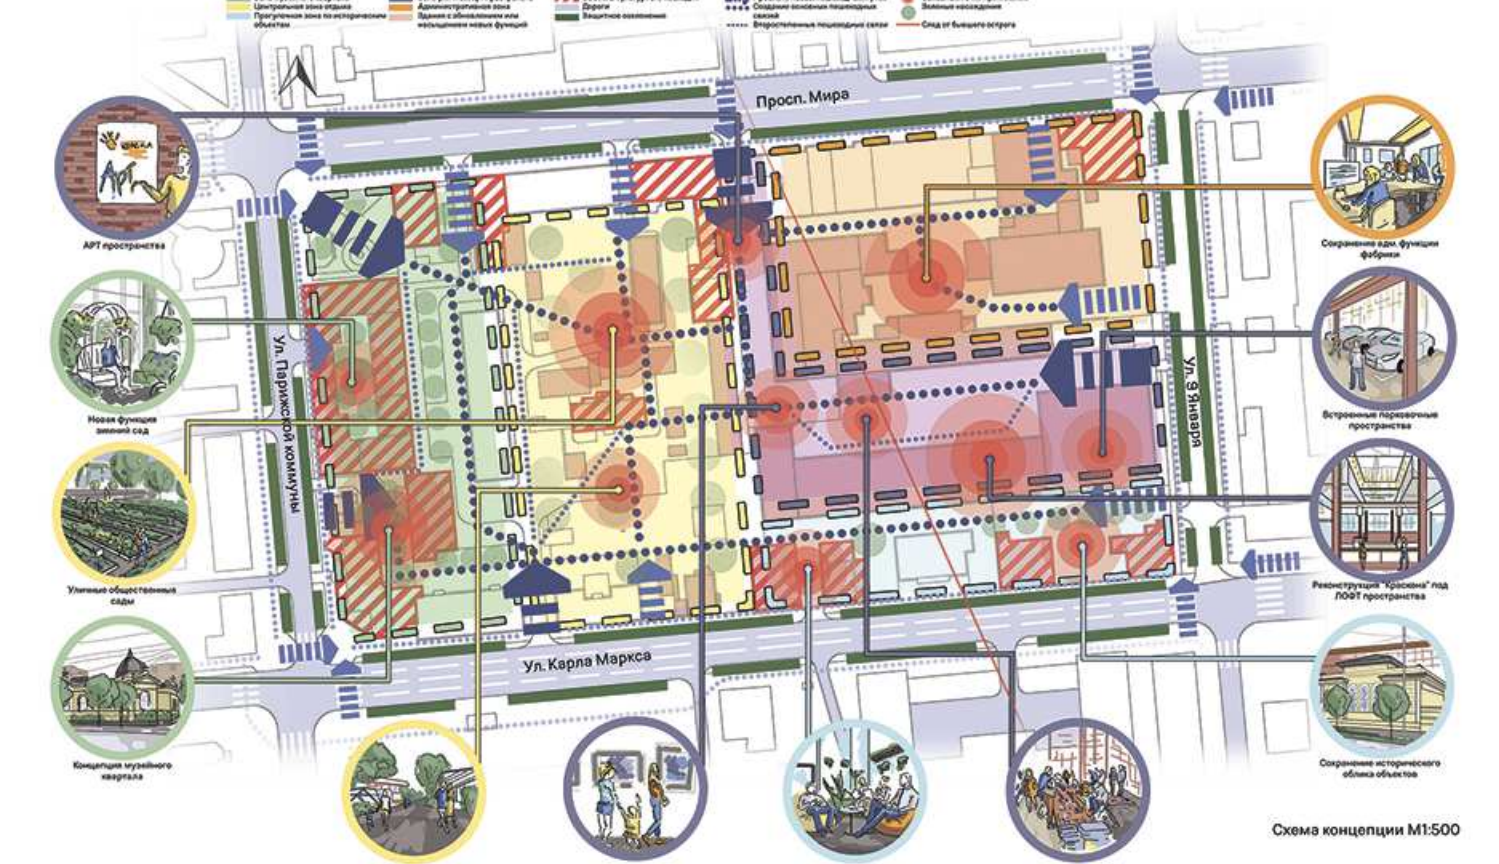 Центральная зона отдыха
Прогулочная зона по историческим
объектам
Административная зона
Здания с обновлением или
насыщением новых функций
Дороги
Защитное озеленение
Создание основных пешеходных
связей
Второстепенные пешеходные связи
Зеленые насаждения
След от бывшего острога
Просп. Мира
КРАСКА
АРТ
АРТ пространства
Сохранение адм. функции
фабрики
Новая функция
зимний сад
Ул. Парижской коммуны
Ул. 9 Января
Встроенные парковочные
пространства
Уличные общественные
сады
Реконструкция "Краскона" под
ЛОФТ пространства
Ул. Карла Маркса
Концепция музейного
квартала
Сохранение исторического
облика объектов
Схема концепции М1:500